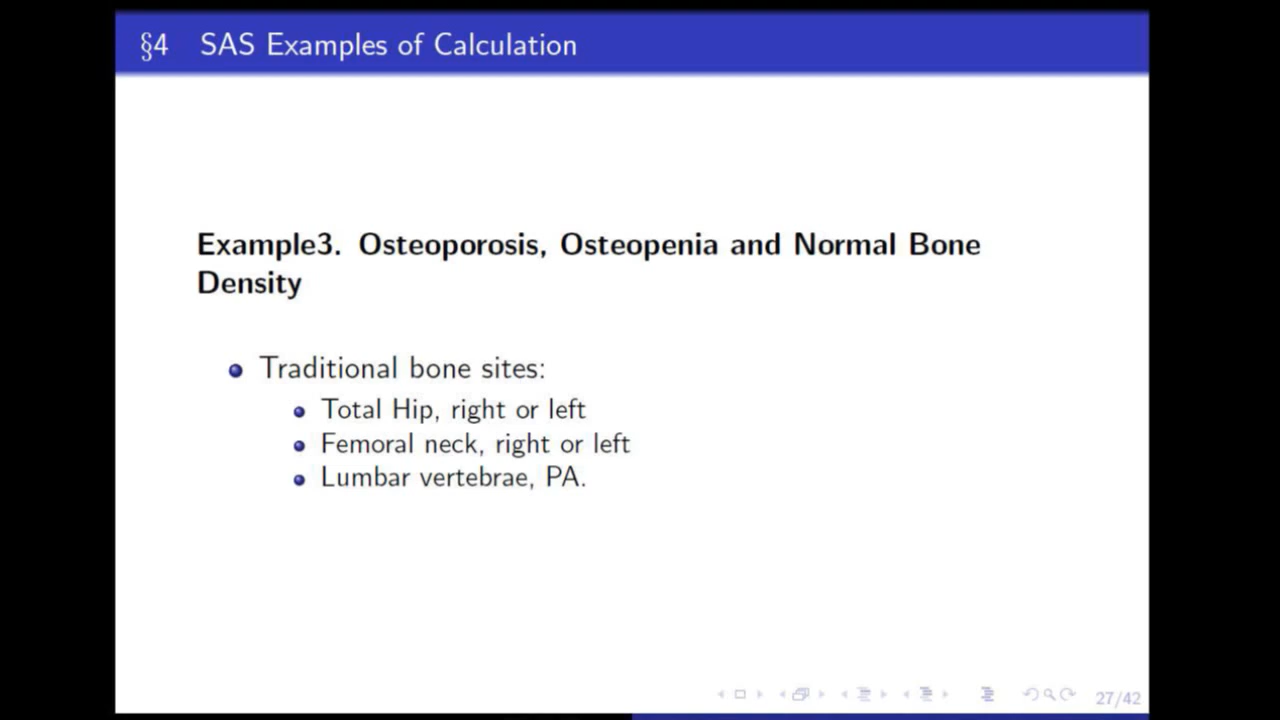 §4 SAS Examples of Calculation
Example3. Osteoporosis, Osteopenia and Normal Bone
Density
Traditional bone sites:
Total Hip, right or left
Femoral neck, right or left
Lumbar vertebrae, PA.
27/42